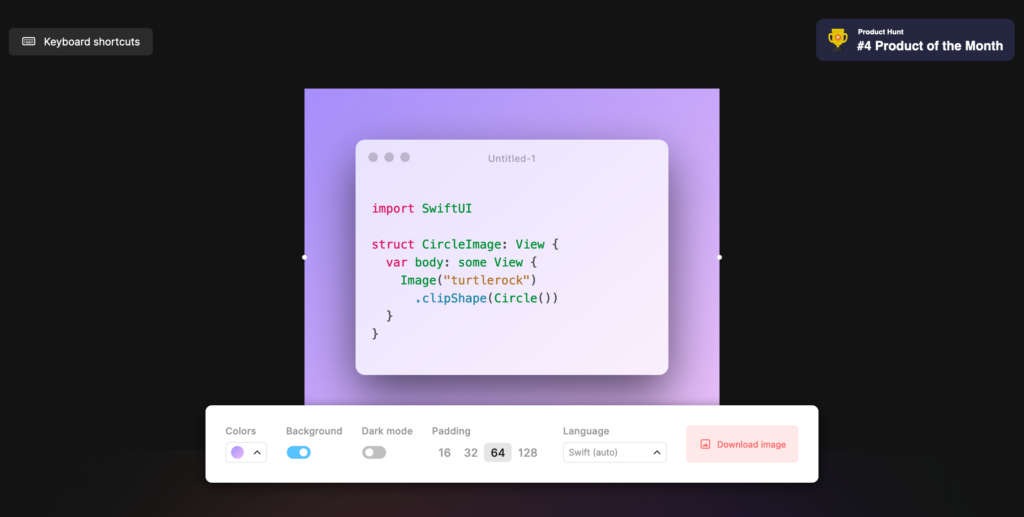 Keyboard shortcuts
Product Hunt
#4 Product of the Month
Untitled-1
import SwiftUI
struct CircleImage: View {
  var body: some View {
    Image("turtlerock")
      .clipShape(Circle())
  }
}
Colors
Background
Dark mode
Padding
16 32 64 128
Language
Swift (auto)
Download image